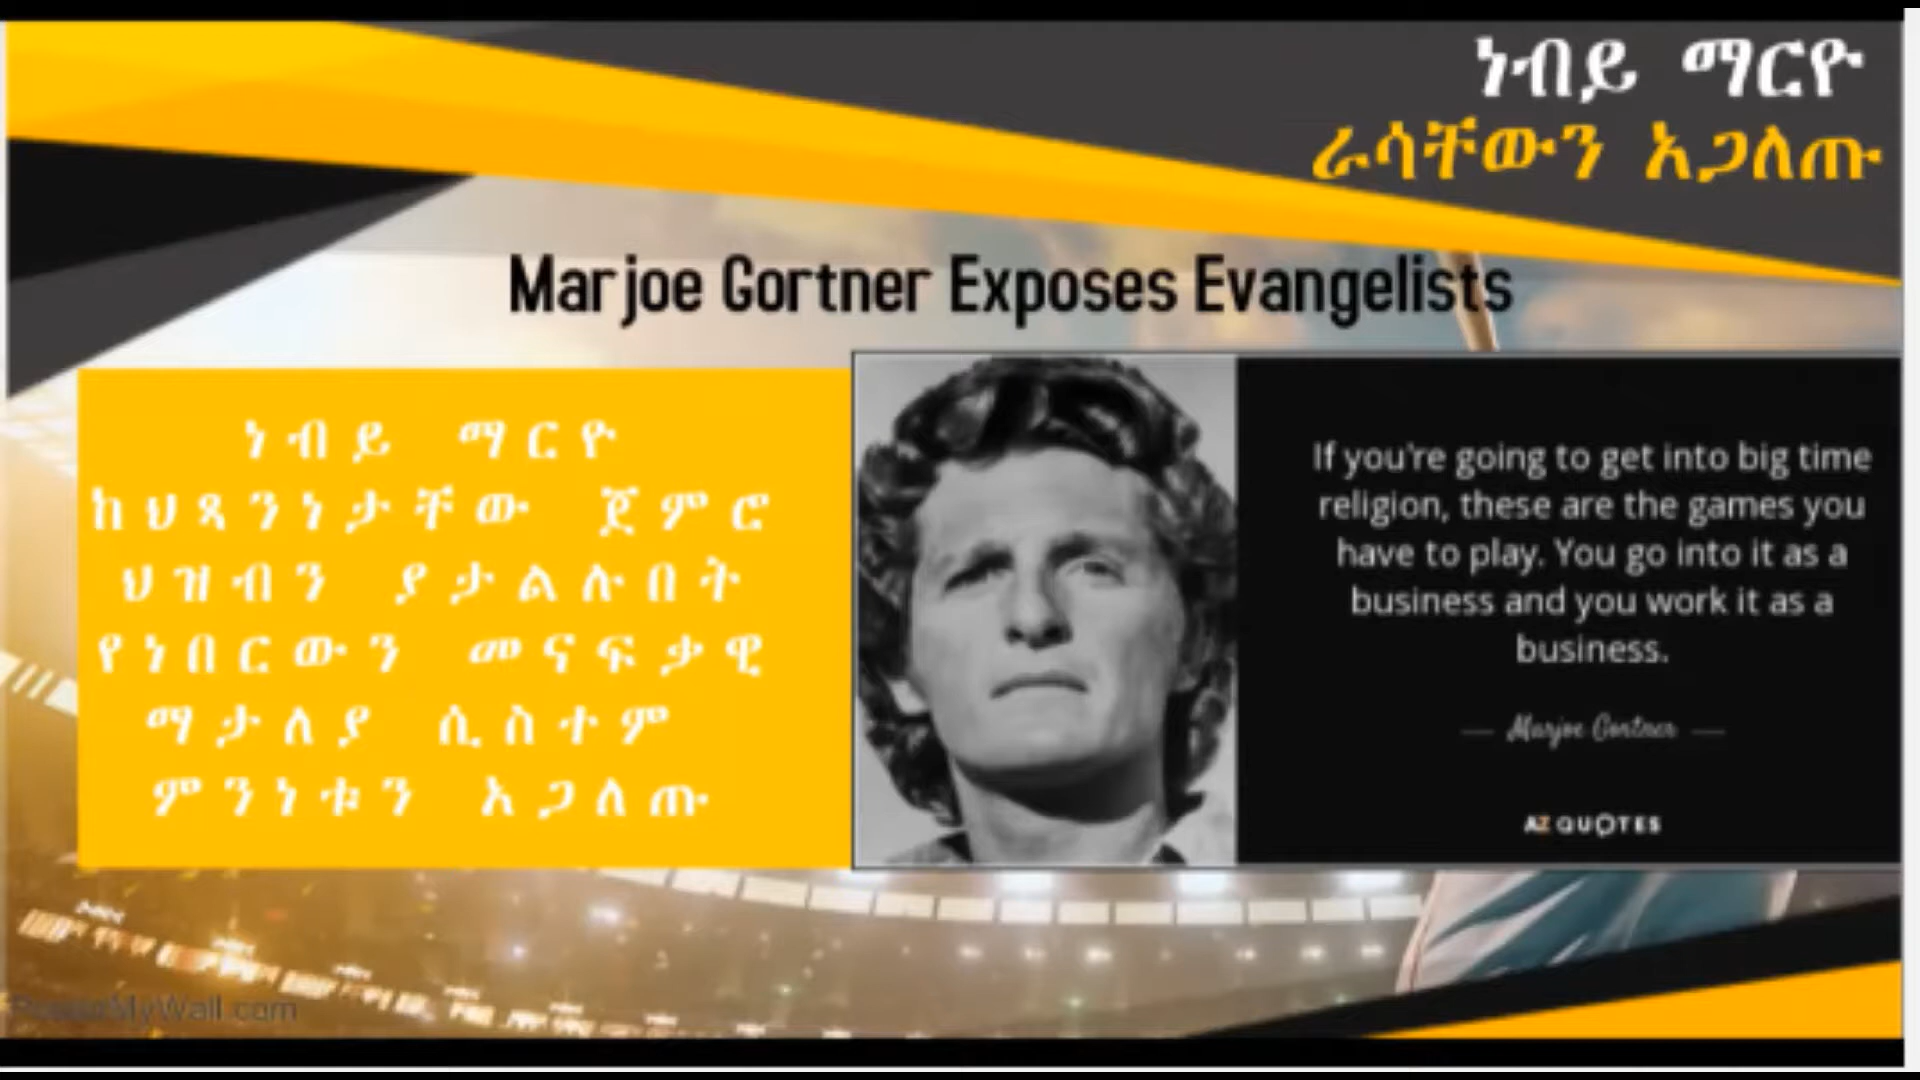 ነብይ ማርዮ
ራሳቸውን አጋለጡ
Marjoe Gortner Exposes Evangelists
ነብይ ማርዮ
ከህጻንነታቸው ጀምሮ
ህዝብን ያታልሉበት
የነበርውን መናፍቃዊ
ማታለያ ሲስተም
ምንነቱን አጋለጡ
If you're going to get into big time
religion, these are the games you
have to play. You go into it as a
business and you work it as a
business.
— Marjoe Gortner —
AZ QUOTES
PosterMyWall.com